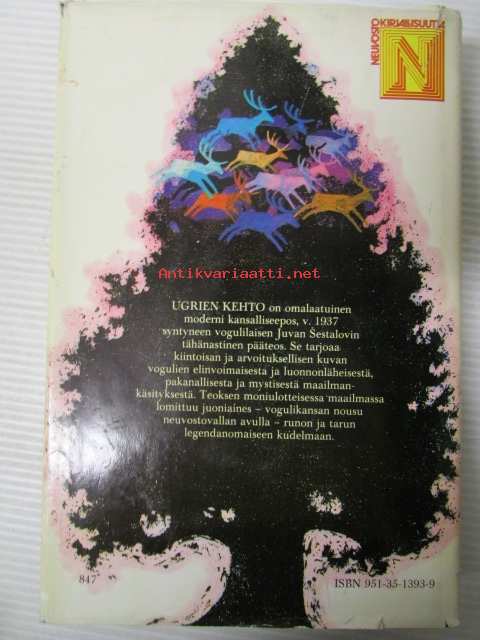 NEUVOSTOKIRJALLISUUTTA
N
Antikvariaatti.net
UGRIEN KEHTO on omalaatuinen
moderni kansalliseepos, v. 1937
syntyneen vogulilaisen Juvan Šestalovin
tähänastinen pääteos. Se tarjoaa
kiintoisan ja arvoituksellisen kuvan
vogulien elinvoimaisesta ja luonnonläheisestä,
pakanallisesta ja mystisestä maailman-
käsityksestä. Teoksen moniulotteisessa maailmassa
lomittuu juoniaines – vogulikansan nousu
neuvostovallan avulla – runon ja tarun
legendanomaiseen kudelmaan.
847
ISBN 951-35-1393-9